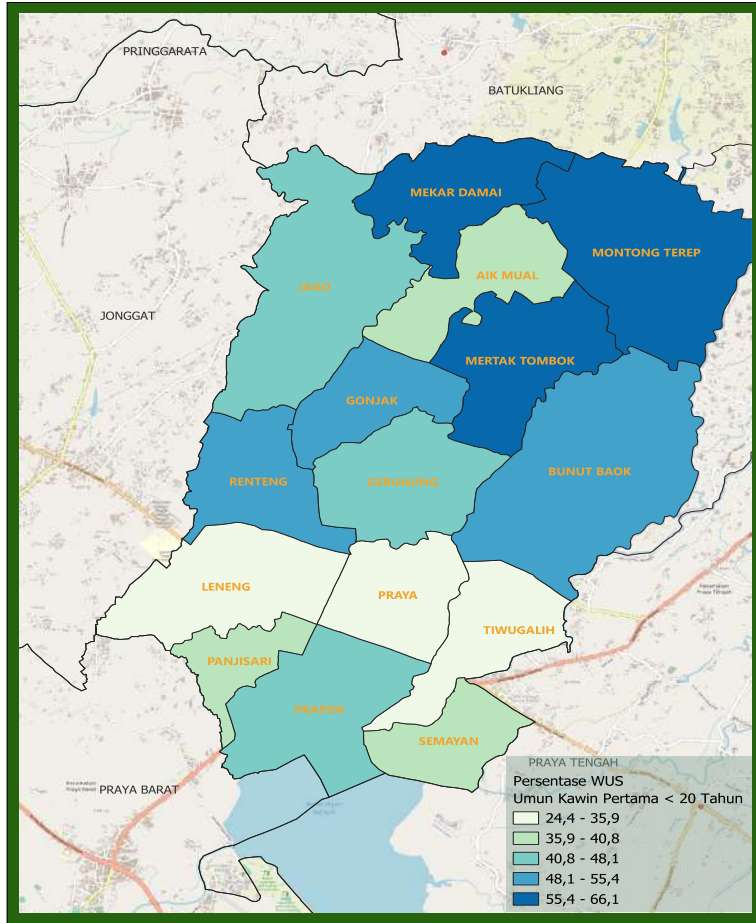 PRINGGARATA
BATUKLIANG
MEKAR DAMAI
MONTONG TEREP
AIK MUAL
JAGO
JONGGAT
MERTAK TOMBOK
GONJAK
BUNUT BAOK
RENTENG
GERUNUNG
LENENG
PRAYA
TIWUGALIH
PANJISARI
PRAPEN
SEMAYAN
PRAYA TENGAH
PRAYA BARAT
Persentase WUS
Umun Kawin Pertama < 20 Tahun
24,4 - 35,9
35,9 - 40,8
40,8 - 48,1
48,1 - 55,4
55,4 - 66,1